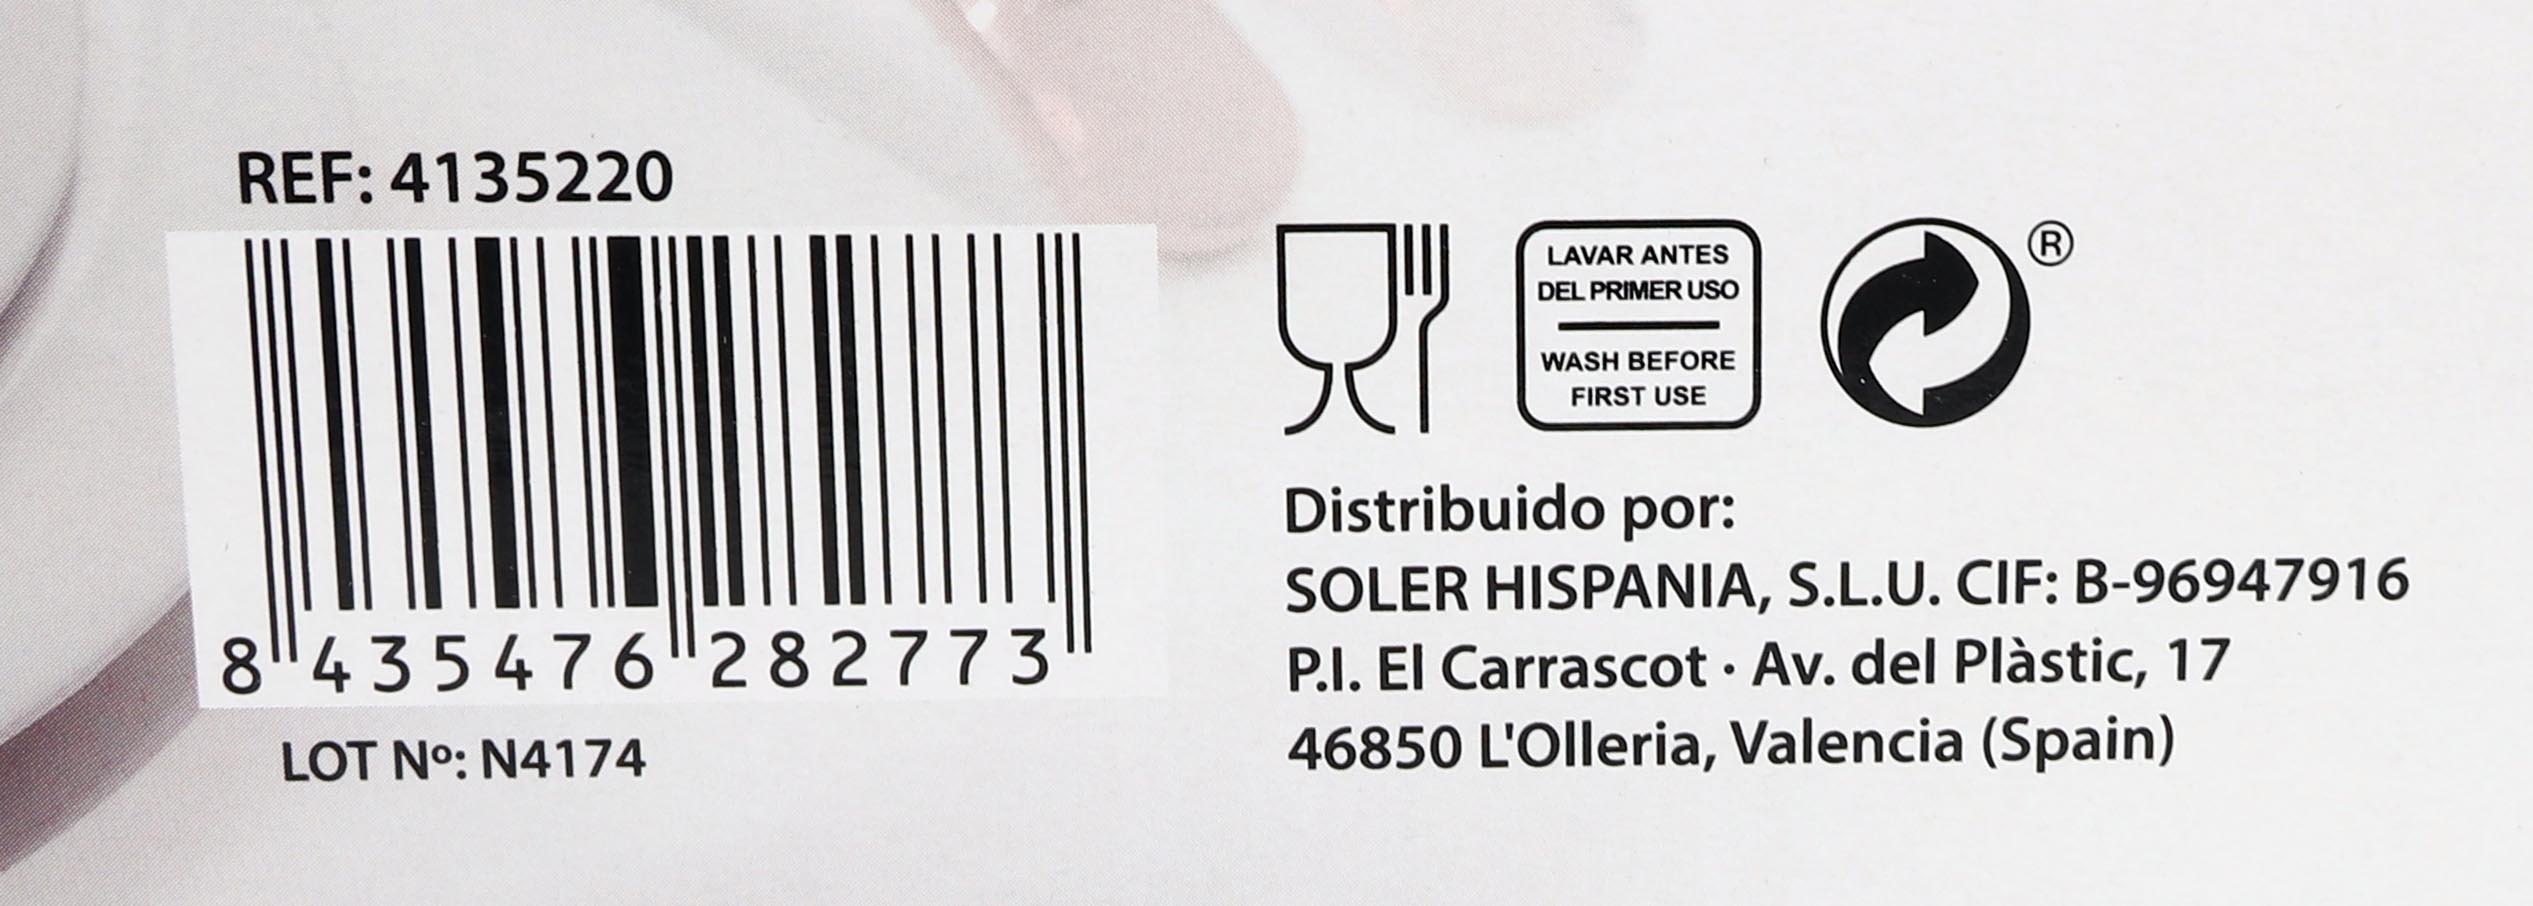 REF: 4135220
8 435476 282773
LOT Nº: N4174
LAVAR ANTES
DEL PRIMER USO
WASH BEFORE
FIRST USE
®
Distribuido por:
SOLER HISPANIA, S.L.U. CIF: B-96947916
P.I. El Carrascot · Av. del Plàstic, 17
46850 L'Olleria, Valencia (Spain)